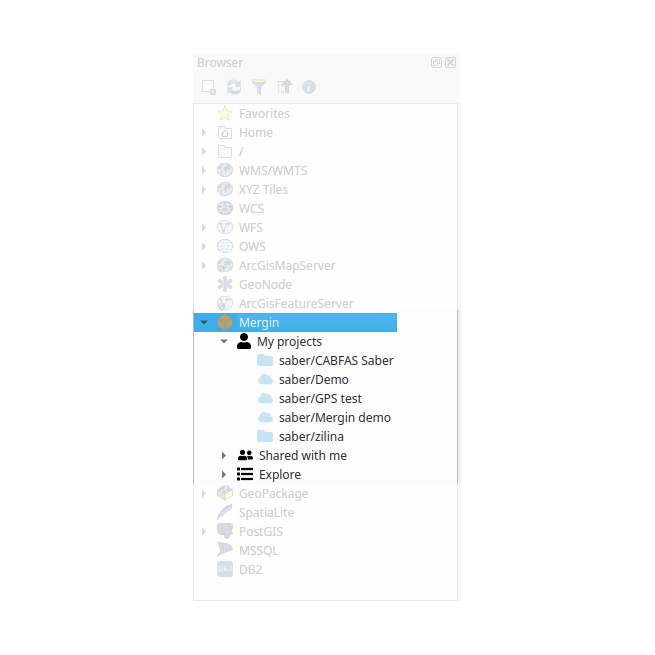 Browser
Favorites
Home
/
WMS/WMTS
XYZ Tiles
WCS
WFS
OWS
ArcGisMapServer
GeoNode
ArcGisFeatureServer
Mergin
My projects
saber/CABFAS Saber
saber/Demo
saber/GPS test
saber/Mergin demo
saber/zilina
Shared with me
Explore
GeoPackage
SpatiaLite
PostGIS
MSSQL
DB2